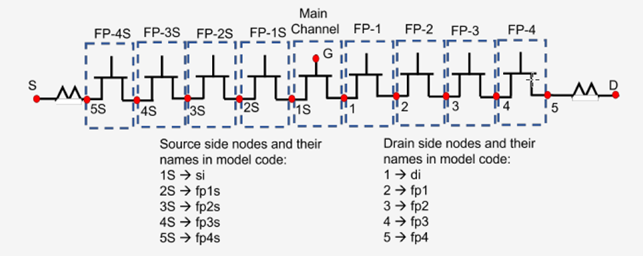 Main
FP-4S FP-3S FP-2S FP-1S Channel FP-1 FP-2 FP-3 FP-4
G
S D
5S 4S 3S 2S 1S 1 2 3 4 5
Source side nodes and their
names in model code:
1S → si
2S → fp1s
3S → fp2s
4S → fp3s
5S → fp4s
Drain side nodes and their
names in model code:
1 → di
2 → fp1
3 → fp2
4 → fp3
5 → fp4